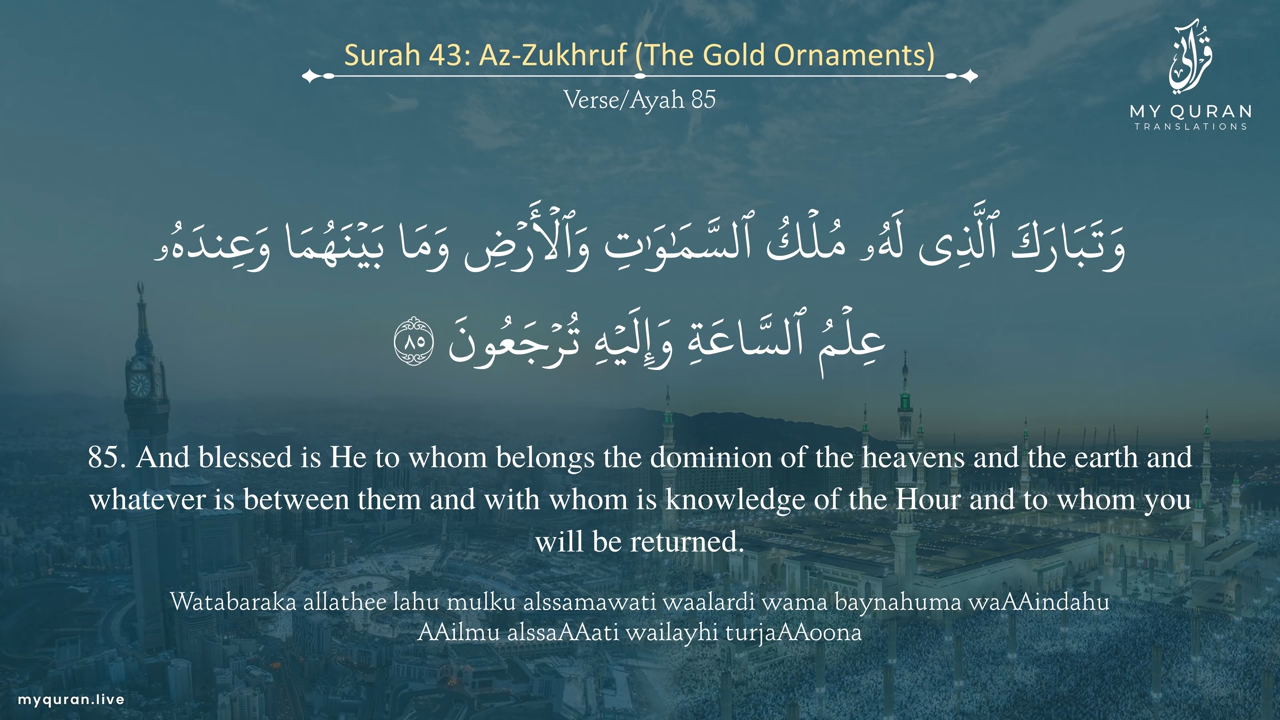 Surah 43: Az-Zukhruf (The Gold Ornaments)
Verse/Ayah 85
قُرْآنِي
MY QURAN
TRANSLATIONS
وَتَبَارَكَ ٱلَّذِى لَهُۥ مُلْكُ ٱلسَّمَـٰوَٰتِ وَٱلْأَرْضِ وَمَا بَيْنَهُمَا وَعِندَهُۥ
عِلْمُ ٱلسَّاعَةِ وَإِلَيْهِ تُرْجَعُونَ ٨٥
85. And blessed is He to whom belongs the dominion of the heavens and the earth and
whatever is between them and with whom is knowledge of the Hour and to whom you
will be returned.
Watabaraka allathee lahu mulku alssamawati waalardi wama baynahuma waAAindahu
AAilmu alssaAAati wailayhi turjaAAoona
myquran.live